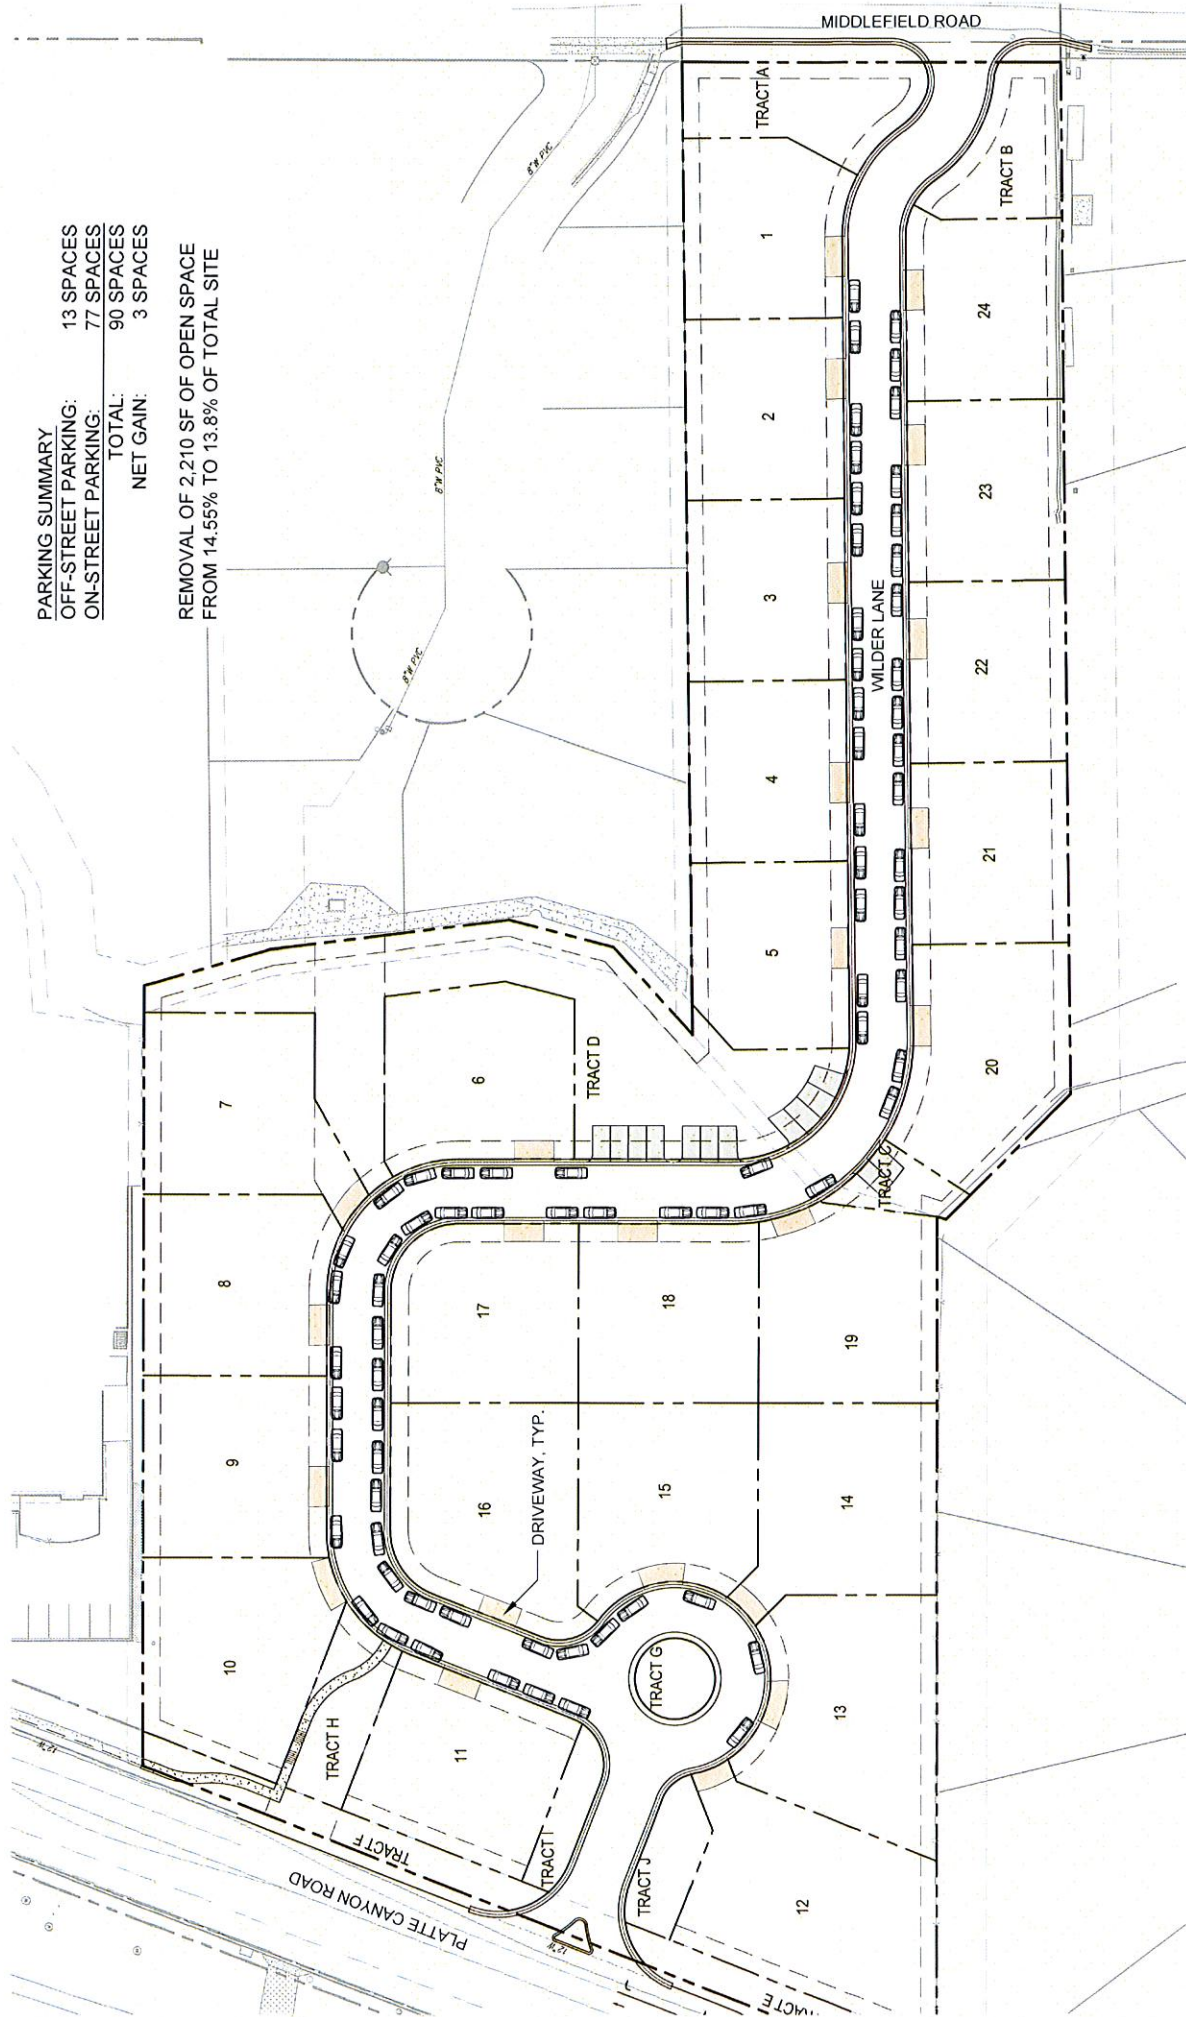 PARKING SUMMARY
OFF-STREET PARKING: 13 SPACES
ON-STREET PARKING: 77 SPACES
TOTAL: 90 SPACES
NET GAIN: 3 SPACES
REMOVAL OF 2,210 SF OF OPEN SPACE
FROM 14.55% TO 13.8% OF TOTAL SITE
MIDDLEFIELD ROAD
TRACT A
TRACT B
8"W PVC
8"W PVC
8"W PVC
1
2
3
4
5
24
23
22
21
20
WILDER LANE
6
TRACT D
TRACT C
7
8
9
10
17
18
19
16
15
14
DRIVEWAY, TYP.
TRACT G
13
12
11
TRACT H
TRACT F
TRACT I
TRACT J
PLATTE CANYON ROAD
12"W
12"W